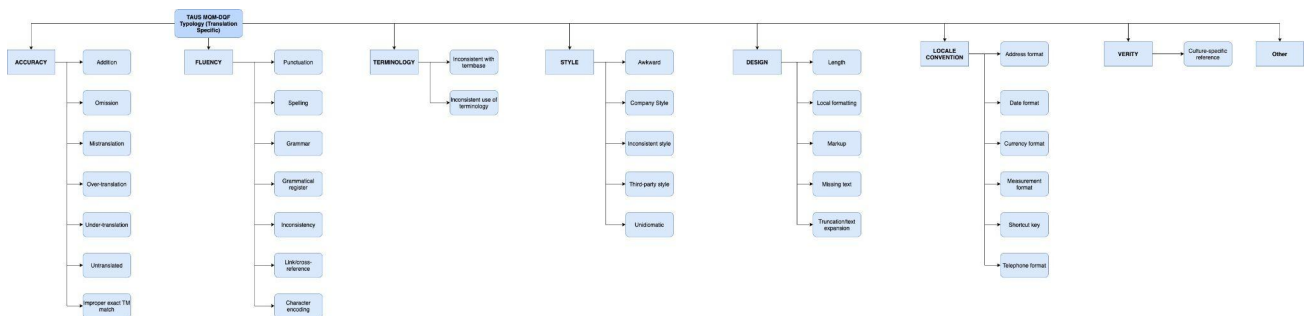 TAUS MQM-DQF
Typology (Translation
Specific)
ACCURACY
Addition
Omission
Mistranslation
Over-translation
Under-translation
Untranslated
Improper exact TM
match
FLUENCY
Punctuation
Spelling
Grammar
Grammatical
register
Inconsistency
Link/cross-
reference
Character
encoding
TERMINOLOGY
Inconsistent with
termbase
Inconsistent use of
terminology
STYLE
Awkward
Company Style
Inconsistent style
Third-party style
Unidiomatic
DESIGN
Length
Local formatting
Markup
Missing text
Truncation/text
expansion
LOCALE
CONVENTION
Address format
Date format
Currency format
Measurement
format
Shortcut key
Telephone format
VERITY
Culture-specific
reference
Other